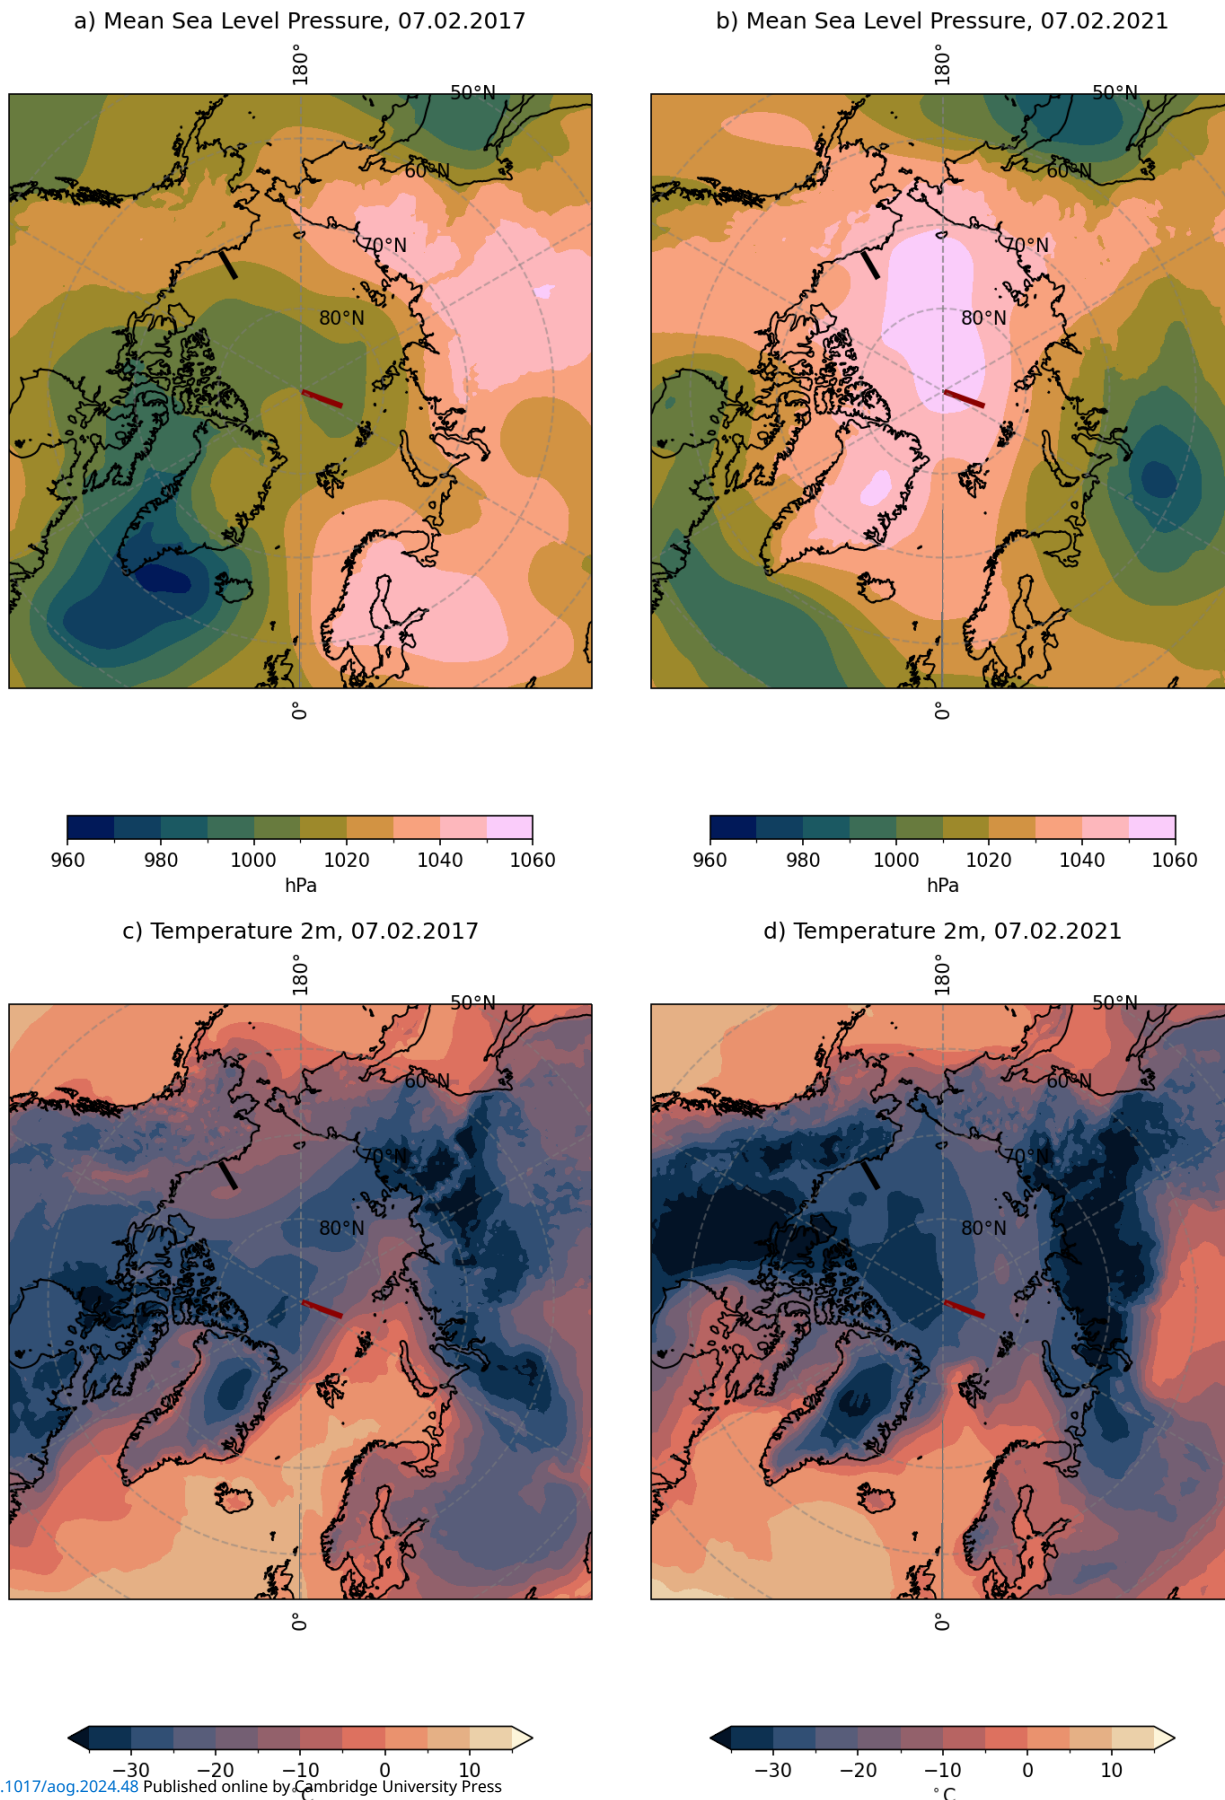 a) Mean Sea Level Pressure, 07.02.2017
b) Mean Sea Level Pressure, 07.02.2021
180°
180°
50°N
50°N
60°N
60°N
70°N
70°N
80°N
80°N
0°
0°
960 980 1000 1020 1040 1060
960 980 1000 1020 1040 1060
hPa
hPa
c) Temperature 2m, 07.02.2017
d) Temperature 2m, 07.02.2021
180°
180°
50°N
50°N
60°N
60°N
70°N
70°N
80°N
80°N
0°
0°
−30 −20 −10 0 10
−30 −20 −10 0 10
.1017/aog.2024.48 Published online by Cambridge University Press
°C
°C